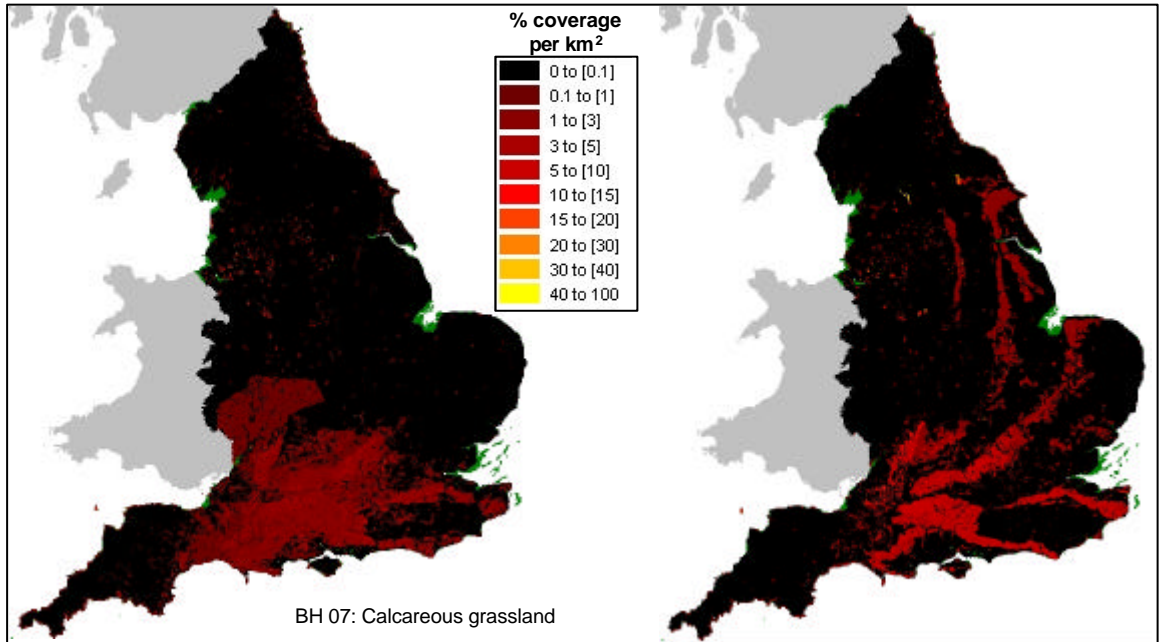 % coverage
per km²
0 to [0.1]
0.1 to [1]
1 to [3]
3 to [5]
5 to [10]
10 to [15]
15 to [20]
20 to [30]
30 to [40]
40 to 100
BH 07: Calcareous grassland